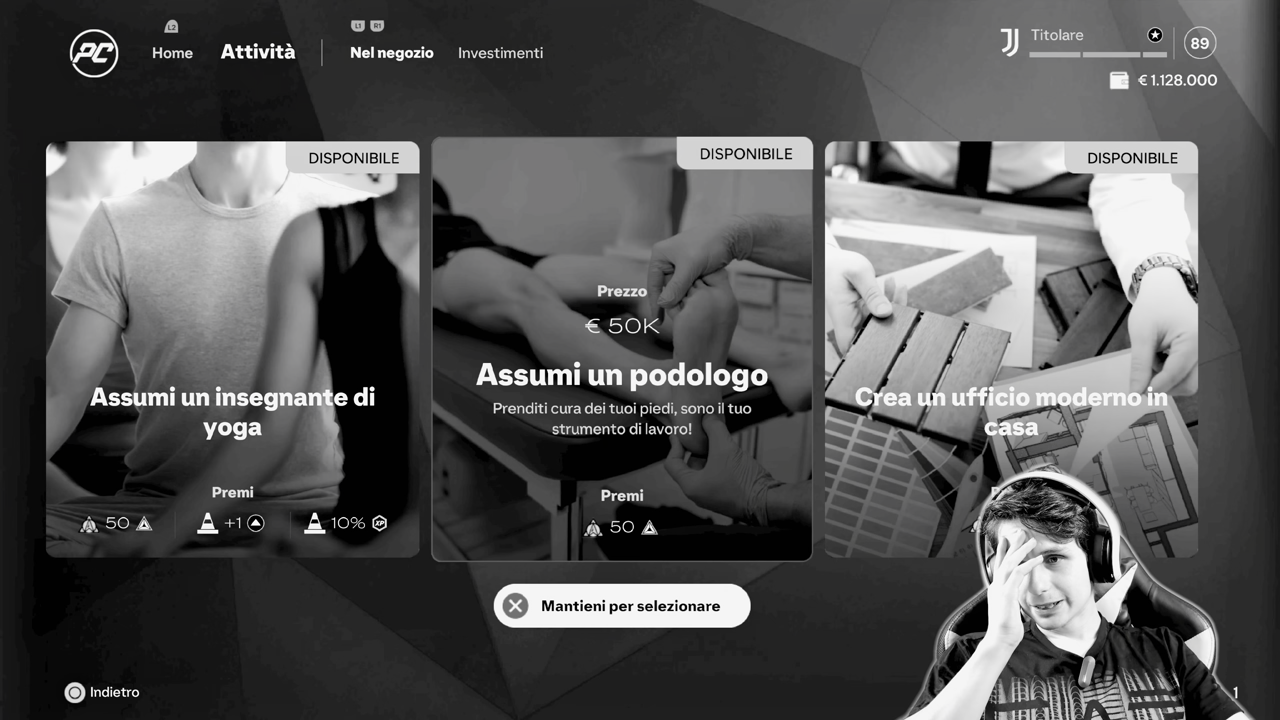 PC
L2
Home
Attività
L1
R1
Nel negozio
Investimenti
Titolare
89
€ 1.128.000
DISPONIBILE
Assumi un insegnante di
yoga
Premi
50
+1
10%
XP
DISPONIBILE
Prezzo
€ 50K
Assumi un podologo
Prenditi cura dei tuoi piedi, sono il tuo
strumento di lavoro!
Premi
50
DISPONIBILE
Crea un ufficio moderno in
casa
Mantieni per selezionare
Indietro
1